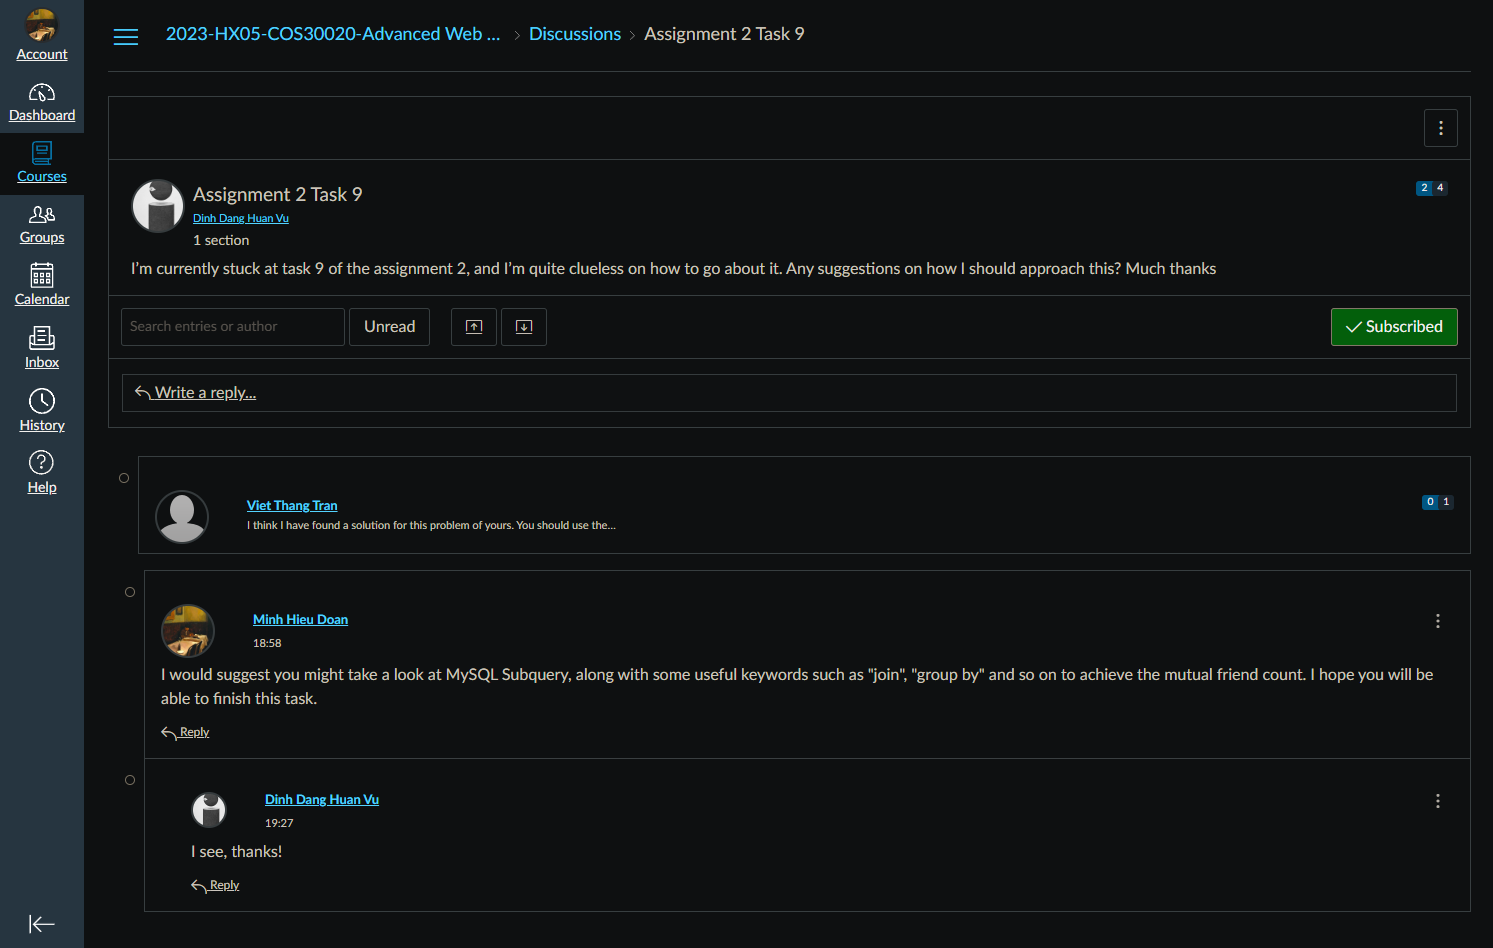 Account
Dashboard
Courses
Groups
Calendar
Inbox
History
Help
2023-HX05-COS30020-Advanced Web ... > Discussions > Assignment 2 Task 9
Assignment 2 Task 9
2 4
Dinh Dang Huan Vu
1 section
I'm currently stuck at task 9 of the assignment 2, and I'm quite clueless on how to go about it. Any suggestions on how I should approach this? Much thanks
Search entries or author
Unread
Subscribed
Write a reply...
Viet Thang Tran
0 1
I think I have found a solution for this problem of yours. You should use the...
Minh Hieu Doan
18:58
I would suggest you might take a look at MySQL Subquery, along with some useful keywords such as "join", "group by" and so on to achieve the mutual friend count. I hope you will be
able to finish this task.
Reply
Dinh Dang Huan Vu
19:27
I see, thanks!
Reply